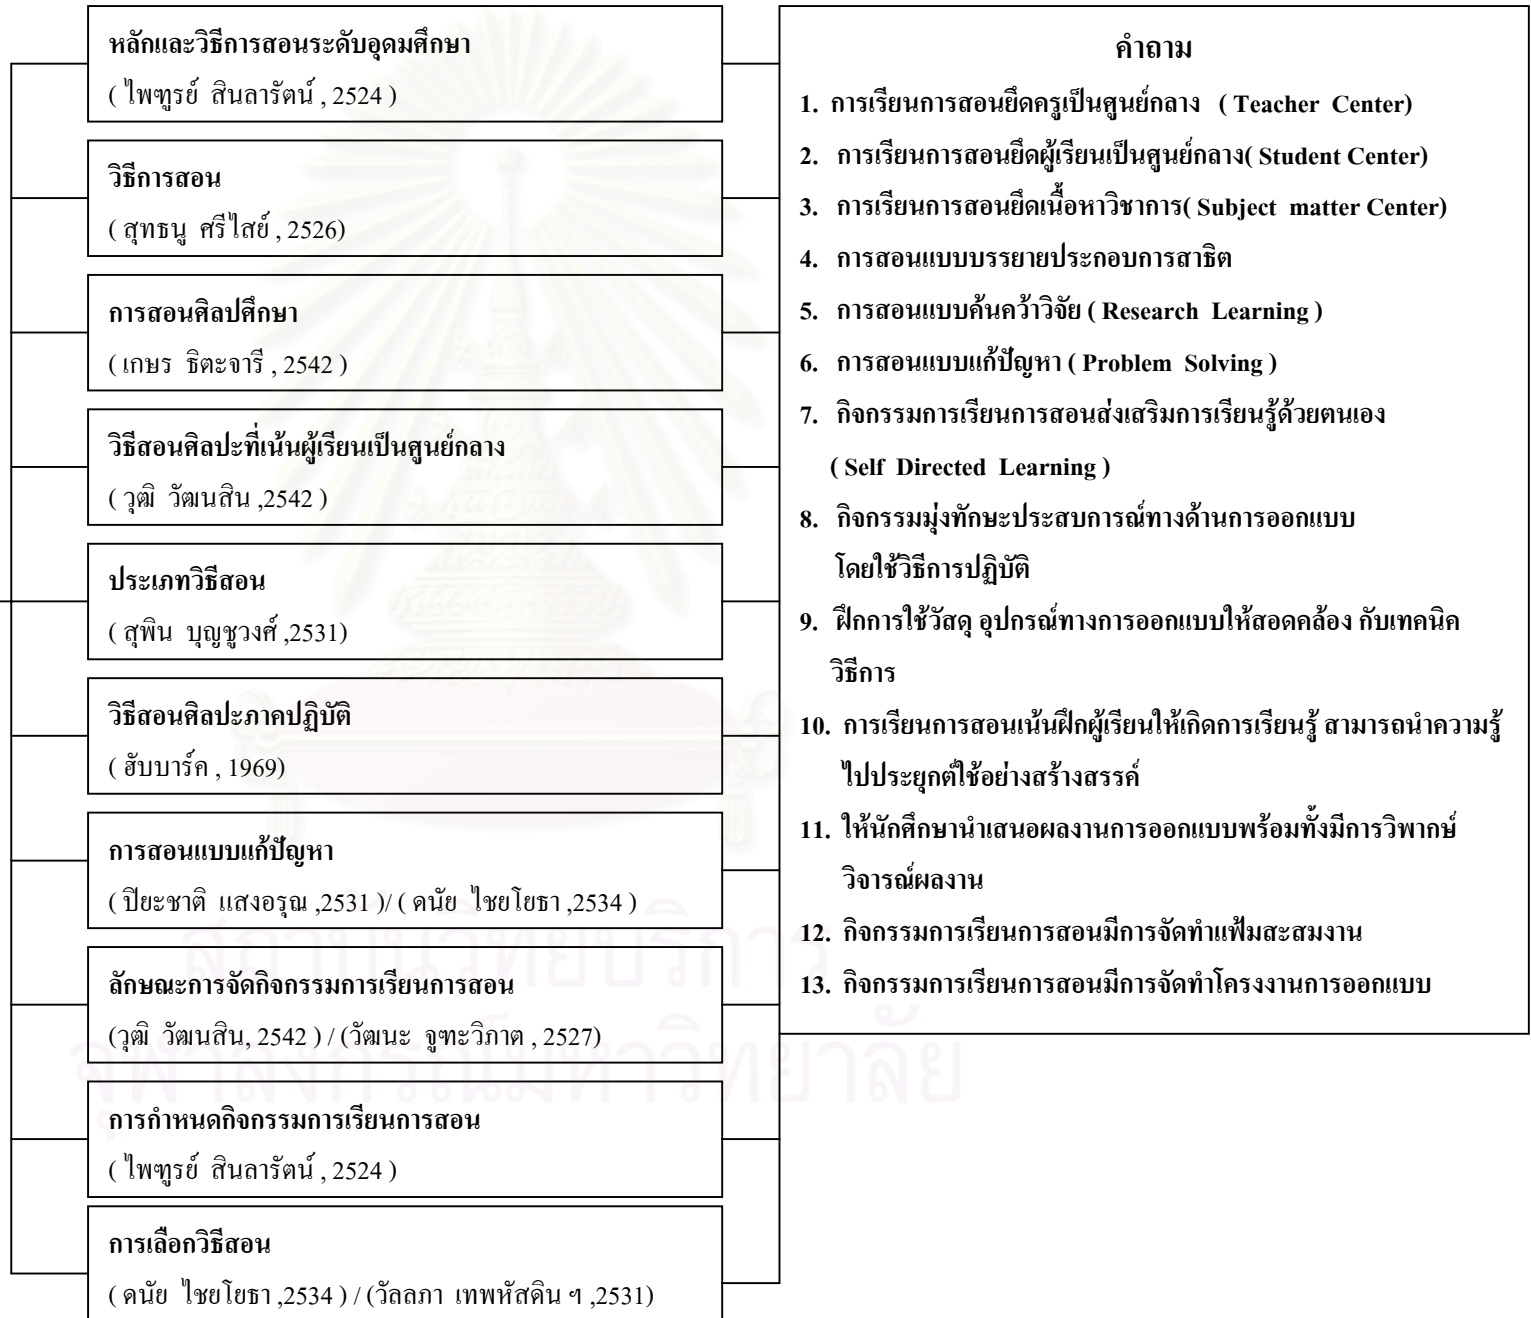 หลักและวิธีการสอนระดับอุดมศึกษา
( ไพฑูรย์ สินลารัตน์ , 2524 )
วิธีการสอน
( สุทธนู ศรีไสย์ , 2526)
การสอนศิลปศึกษา
( เกษร ธิตะจารี , 2542 )
วิธีสอนศิลปะที่เน้นผู้เรียนเป็นศูนย์กลาง
( วุฒิ วัฒนสิน ,2542 )
ประเภทวิธีสอน
( สุพิน บุญชูวงศ์ ,2531)
วิธีสอนศิลปะภาคปฏิบัติ
( ฮับบาร์ค , 1969)
การสอนแบบแก้ปัญหา
( ปิยะชาติ แสงอรุณ ,2531 )/ ( ดนัย ไชยโยธา ,2534 )
ลักษณะการจัดกิจกรรมการเรียนการสอน
(วุฒิ วัฒนสิน, 2542 ) / (วัฒนะ จูฑะวิภาต , 2527)
การกำหนดกิจกรรมการเรียนการสอน
( ไพฑูรย์ สินลารัตน์ , 2524 )
การเลือกวิธีสอน
( ดนัย ไชยโยธา ,2534 ) / (วัลลภา เทพหัสดิน ฯ ,2531)
คำถาม
1. การเรียนการสอนยึดครูเป็นศูนย์กลาง ( Teacher Center)
2. การเรียนการสอนยึดผู้เรียนเป็นศูนย์กลาง( Student Center)
3. การเรียนการสอนยึดเนื้อหาวิชาการ( Subject matter Center)
4. การสอนแบบบรรยายประกอบการสาธิต
5. การสอนแบบค้นคว้าวิจัย ( Research Learning )
6. การสอนแบบแก้ปัญหา ( Problem Solving )
7. กิจกรรมการเรียนการสอนส่งเสริมการเรียนรู้ด้วยตนเอง
( Self Directed Learning )
8. กิจกรรมมุ่งทักษะประสบการณ์ทางด้านการออกแบบ
โดยใช้วิธีการปฏิบัติ
9. ฝึกการใช้วัสดุ อุปกรณ์ทางการออกแบบให้สอดคล้อง กับเทคนิค
วิธีการ
10. การเรียนการสอนเน้นฝึกผู้เรียนให้เกิดการเรียนรู้ สามารถนำความรู้
ไปประยุกต์ใช้อย่างสร้างสรรค์
11. ให้นักศึกษานำเสนอผลงานการออกแบบพร้อมทั้งมีการวิพากษ์
วิจารณ์ผลงาน
12. กิจกรรมการเรียนการสอนมีการจัดทำแฟ้มสะสมงาน
13. กิจกรรมการเรียนการสอนมีการจัดทำโครงงานการออกแบบ
สถาบันวิทยบริการ
จุฬาลงกรณ์มหาวิทยาลัย